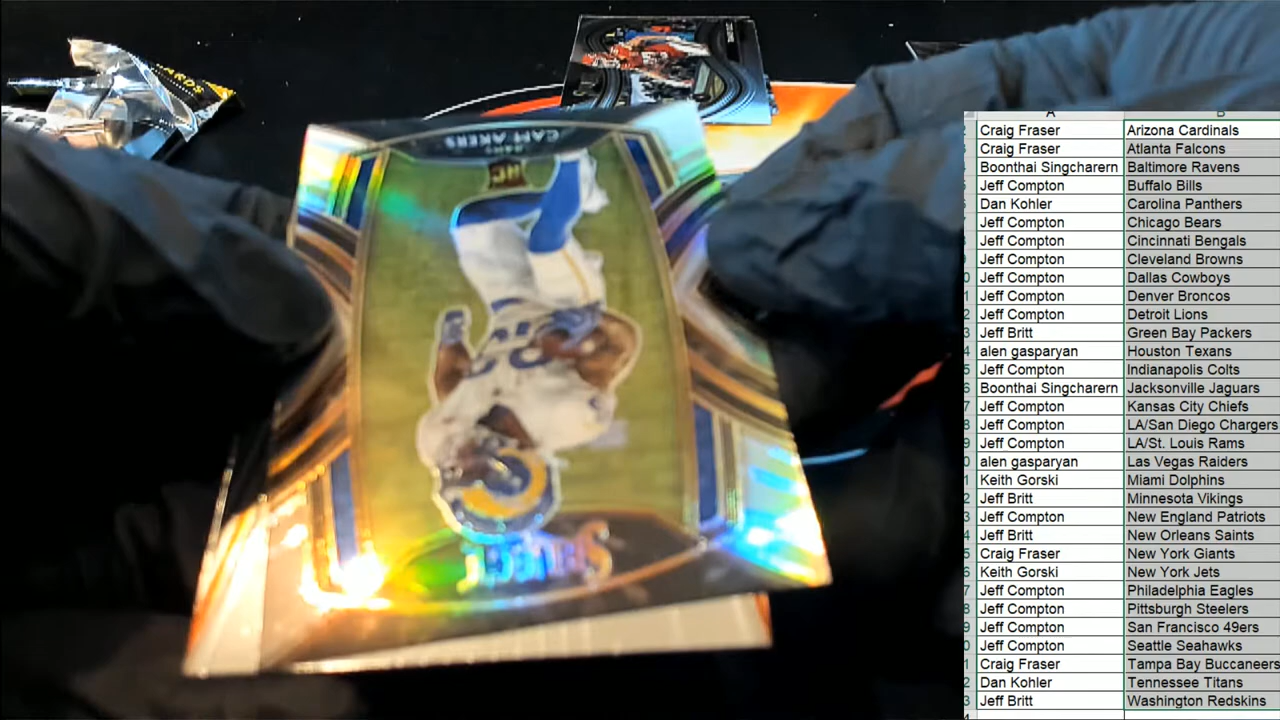 CARDS
CAM AKERS
RAMS
RC
SELECT
A B
Craig Fraser Arizona Cardinals
Craig Fraser Atlanta Falcons
Boonthai Singcharern Baltimore Ravens
Jeff Compton Buffalo Bills
Dan Kohler Carolina Panthers
Jeff Compton Chicago Bears
Jeff Compton Cincinnati Bengals
Jeff Compton Cleveland Browns
Jeff Compton Dallas Cowboys
Jeff Compton Denver Broncos
Jeff Compton Detroit Lions
Jeff Britt Green Bay Packers
alen gasparyan Houston Texans
Jeff Compton Indianapolis Colts
Boonthai Singcharern Jacksonville Jaguars
Jeff Compton Kansas City Chiefs
Jeff Compton LA/San Diego Chargers
Jeff Compton LA/St. Louis Rams
alen gasparyan Las Vegas Raiders
Keith Gorski Miami Dolphins
Jeff Britt Minnesota Vikings
Jeff Compton New England Patriots
Jeff Britt New Orleans Saints
Craig Fraser New York Giants
Keith Gorski New York Jets
Jeff Compton Philadelphia Eagles
Jeff Compton Pittsburgh Steelers
Jeff Compton San Francisco 49ers
Jeff Compton Seattle Seahawks
Craig Fraser Tampa Bay Buccaneers
Dan Kohler Tennessee Titans
Jeff Britt Washington Redskins